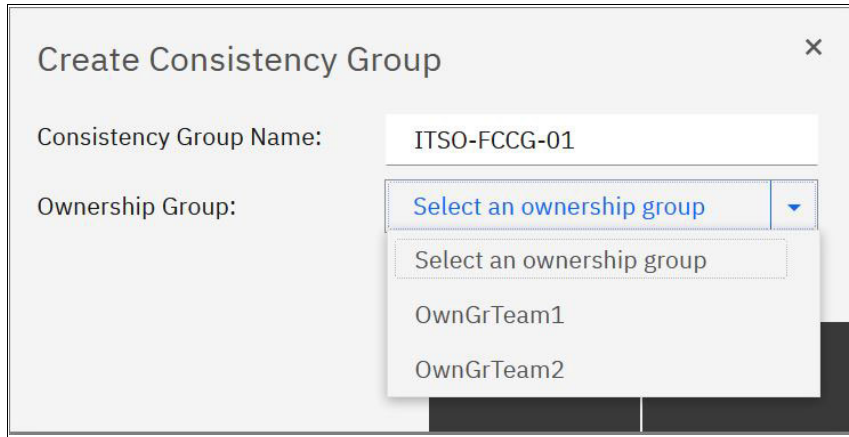 Create Consistency Group
Consistency Group Name: ITSO-FCCG-01
Ownership Group: Select an ownership group
Select an ownership group
OwnGrTeam1
OwnGrTeam2